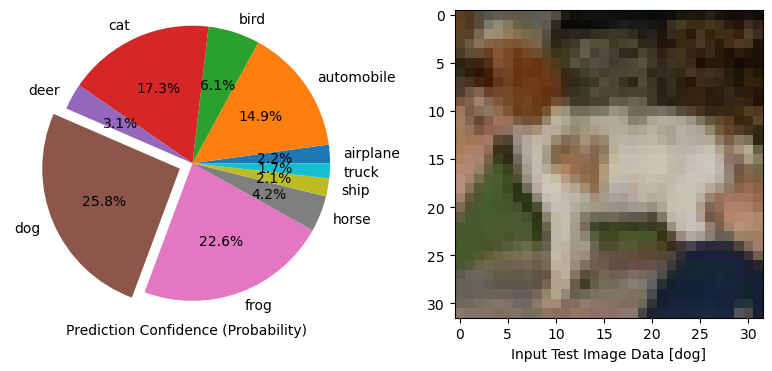 cat
bird
automobile
deer
17.3%
6.1%
14.9%
3.1%
2.2%
airplane
1.7%
truck
2.1%
ship
4.2%
horse
25.8%
dog
22.6%
frog
Prediction Confidence (Probability)
0
5
10
15
20
25
30
0 5 10 15 20 25 30
Input Test Image Data [dog]